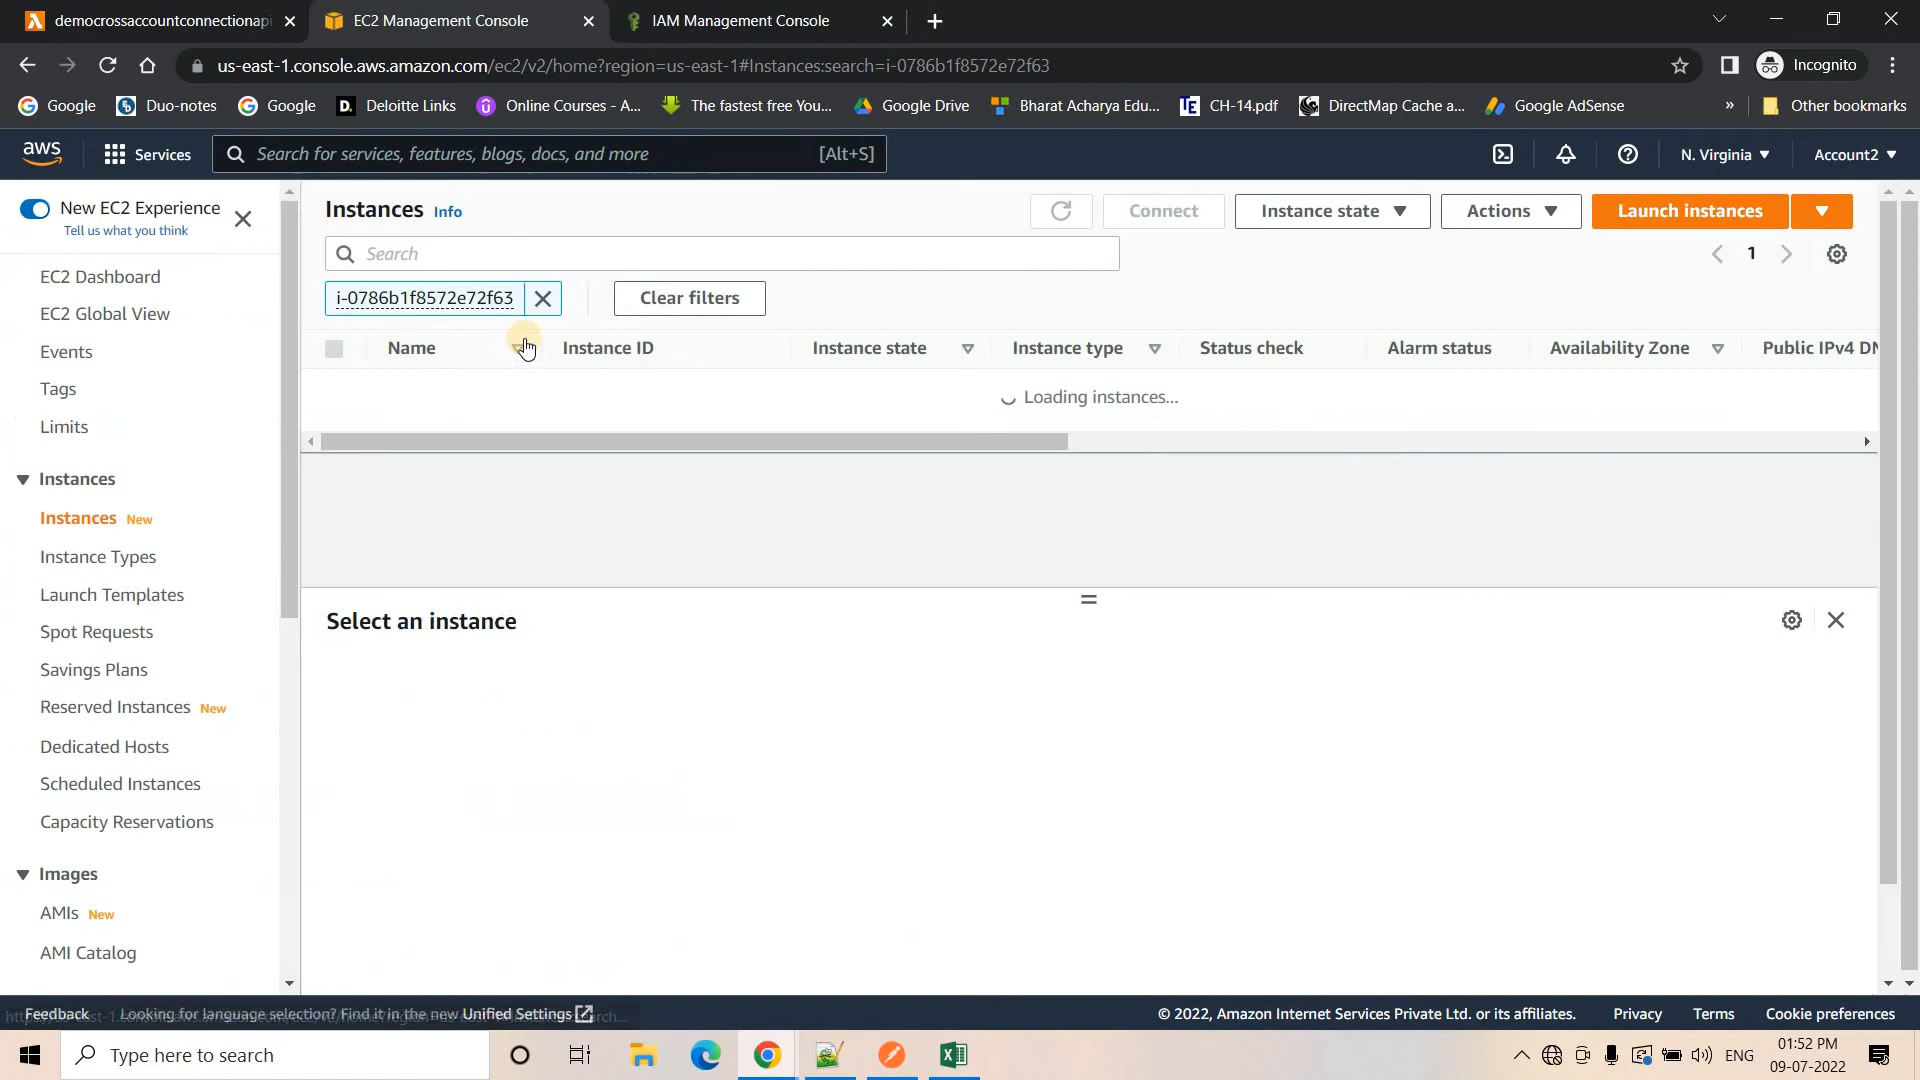 democrossaccountconnectionapi
EC2 Management Console
IAM Management Console
us-east-1.console.aws.amazon.com/ec2/v2/home?region=us-east-1#Instances:search=i-0786b1f8572e72f63
Incognito
Google
Duo-notes
Google
Deloitte Links
Online Courses - A...
The fastest free You...
Google Drive
Bharat Acharya Edu...
CH-14.pdf
DirectMap Cache a...
Google AdSense
»
Other bookmarks
aws
Services
Search for services, features, blogs, docs, and more
[Alt+S]
N. Virginia
Account2
New EC2 Experience
Tell us what you think
EC2 Dashboard
EC2 Global View
Events
Tags
Limits
Instances
Instances New
Instance Types
Launch Templates
Spot Requests
Savings Plans
Reserved Instances New
Dedicated Hosts
Scheduled Instances
Capacity Reservations
Images
AMIs New
AMI Catalog
Instances Info
Connect
Instance state
Actions
Launch instances
Search
1
i-0786b1f8572e72f63
Clear filters
Name
Instance ID
Instance state
Instance type
Status check
Alarm status
Availability Zone
Public IPv4 DN
Loading instances...
Select an instance
Feedback
Looking for language selection? Find it in the new Unified Settings
© 2022, Amazon Internet Services Private Ltd. or its affiliates.
Privacy
Terms
Cookie preferences
Type here to search
ENG
01:52 PM
09-07-2022